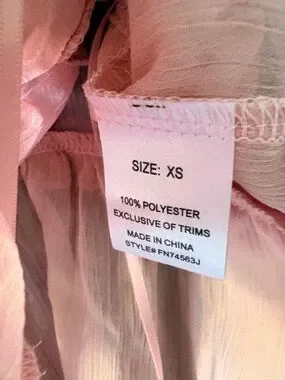 SIZE: XS
100% POLYESTER
EXCLUSIVE OF TRIMS
MADE IN CHINA
STYLE# FN74563J